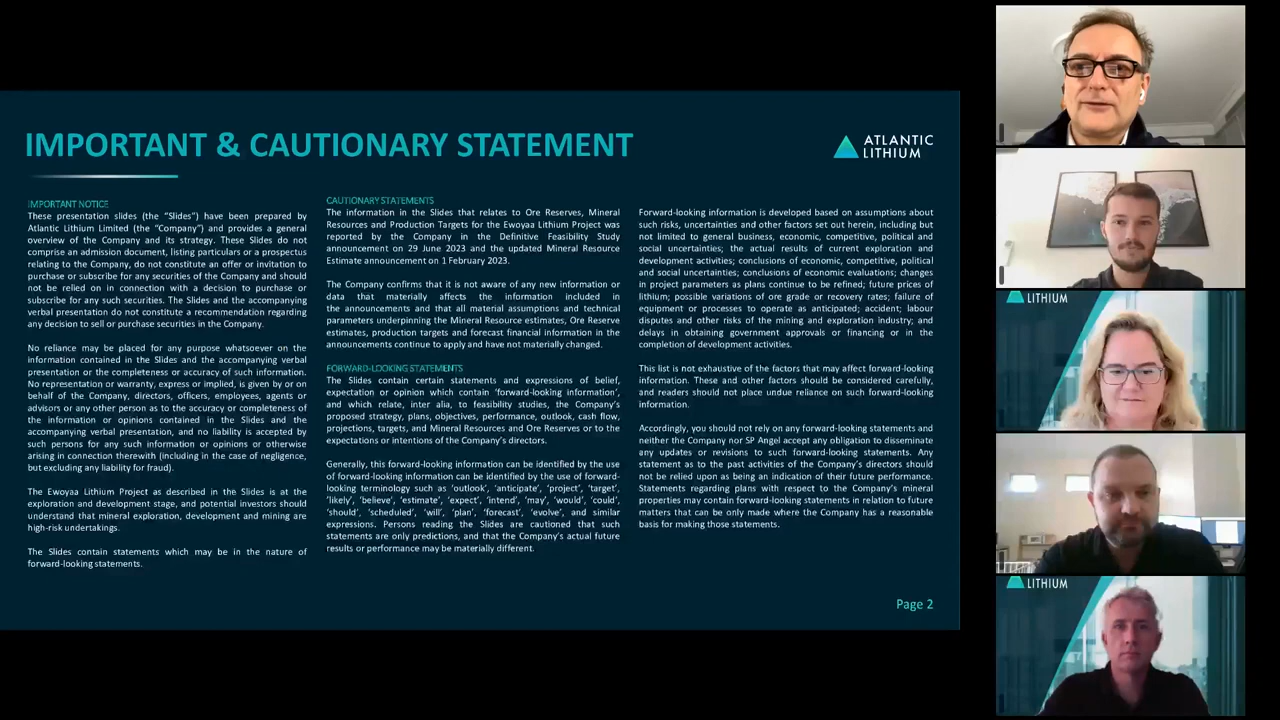 IMPORTANT & CAUTIONARY STATEMENT
ATLANTIC
LITHIUM
IMPORTANT NOTICE
These presentation slides (the “Slides”) have been prepared by
Atlantic Lithium Limited (the “Company”) and provides a general
overview of the Company and its strategy. These Slides do not
comprise an admission document, listing particulars or a prospectus
relating to the Company, do not constitute an offer or invitation to
purchase or subscribe for any securities of the Company and should
not be relied on in connection with a decision to purchase or
subscribe for any such securities. The Slides and the accompanying
verbal presentation do not constitute a recommendation regarding
any decision to sell or purchase securities in the Company.
No reliance may be placed for any purpose whatsoever on the
information contained in the Slides and the accompanying verbal
presentation or the completeness or accuracy of such information.
No representation or warranty, express or implied, is given by or on
behalf of the Company, directors, officers, employees, agents or
advisors or any other person as to the accuracy or completeness of
the information or opinions contained in the Slides and the
accompanying verbal presentation, and no liability is accepted by
such persons for any such information or opinions or otherwise
arising in connection therewith (including in the case of negligence,
but excluding any liability for fraud).
The Ewoyaa Lithium Project as described in the Slides is at the
exploration and development stage, and potential investors should
understand that mineral exploration, development and mining are
high-risk undertakings.
The Slides contain statements which may be in the nature of
forward-looking statements.
CAUTIONARY STATEMENTS
The information in the Slides that relates to Ore Reserves, Mineral
Resources and Production Targets for the Ewoyaa Lithium Project was
reported by the Company in the Definitive Feasibility Study
announcement on 29 June 2023 and the updated Mineral Resource
Estimate announcement on 1 February 2023.
The Company confirms that it is not aware of any new information or
data that materially affects the information included in
the announcements and that all material assumptions and technical
parameters underpinning the Mineral Resource estimates, Ore Reserve
estimates, production targets and forecast financial information in the
announcements continue to apply and have not materially changed.
FORWARD-LOOKING STATEMENTS
The Slides contain certain statements and expressions of belief,
expectation or opinion which contain ‘forward-looking information’,
and which relate, inter alia, to feasibility studies, the Company’s
proposed strategy, plans, objectives, performance, outlook, cash flow,
projections, targets, and Mineral Resources and Ore Reserves or to the
expectations or intentions of the Company’s directors.
Generally, this forward-looking information can be identified by the use
of forward-looking information can be identified by the use of forward-
looking terminology such as ‘outlook’, ‘anticipate’, ‘project’, ‘target’,
‘likely’, ‘believe’, ‘estimate’, ‘expect’, ‘intend’, ‘may’, ‘would’, ‘could’,
‘should’, ‘scheduled’, ‘will’, ‘plan’, ‘forecast’, ‘evolve’, and similar
expressions. Persons reading the Slides are cautioned that such
statements are only predictions, and that the Company’s actual future
results or performance may be materially different.
Forward-looking information is developed based on assumptions about
such risks, uncertainties and other factors set out herein, including but
not limited to general business, economic, competitive, political and
social uncertainties; the actual results of current exploration and
development activities; conclusions of economic, competitive, political
and social uncertainties; conclusions of economic evaluations; changes
in project parameters as plans continue to be refined; future prices of
lithium; possible variations of ore grade or recovery rates; failure of
equipment or processes to operate as anticipated; accident; labour
disputes and other risks of the mining and exploration industry; and
delays in obtaining government approvals or financing or in the
completion of development activities.
This list is not exhaustive of the factors that may affect forward-looking
information. These and other factors should be considered carefully,
and readers should not place undue reliance on such forward-looking
information.
Accordingly, you should not rely on any forward-looking statements and
neither the Company nor SP Angel accept any obligation to disseminate
any updates or revisions to such forward-looking statements. Any
statement as to the past activities of the Company’s directors should
not be relied upon as being an indication of their future performance.
Statements regarding plans with respect to the Company’s mineral
properties may contain forward-looking statements in relation to future
matters that can be only made where the Company has a reasonable
basis for making those statements.
Page 2
LITHIUM
LITHIUM